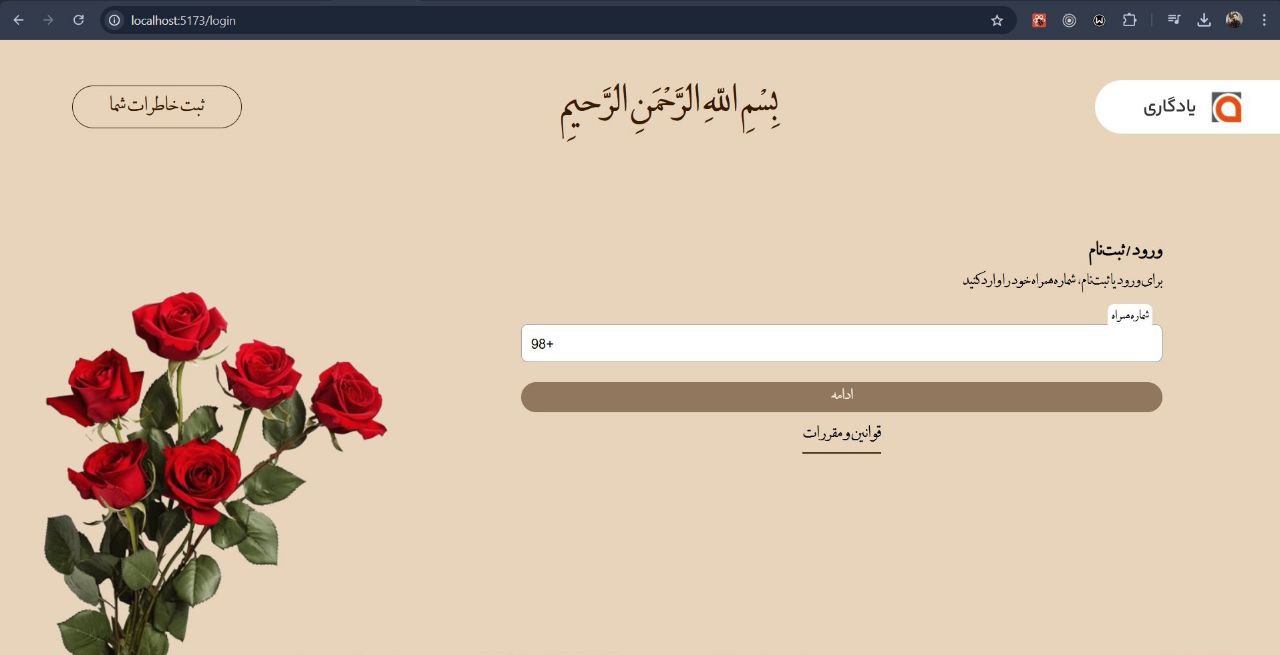 localhost:5173/login
یادگاری
بِسْمِ اللّهِ الرَّحْمَنِ الرَّحیمِ
ثبت خاطرات شما
ورود / ثبت‌نام
برای ورود یا ثبت‌نام، شماره همراه خود را وارد کنید
شماره همراه
98+
ادامه
قوانین و مقررات